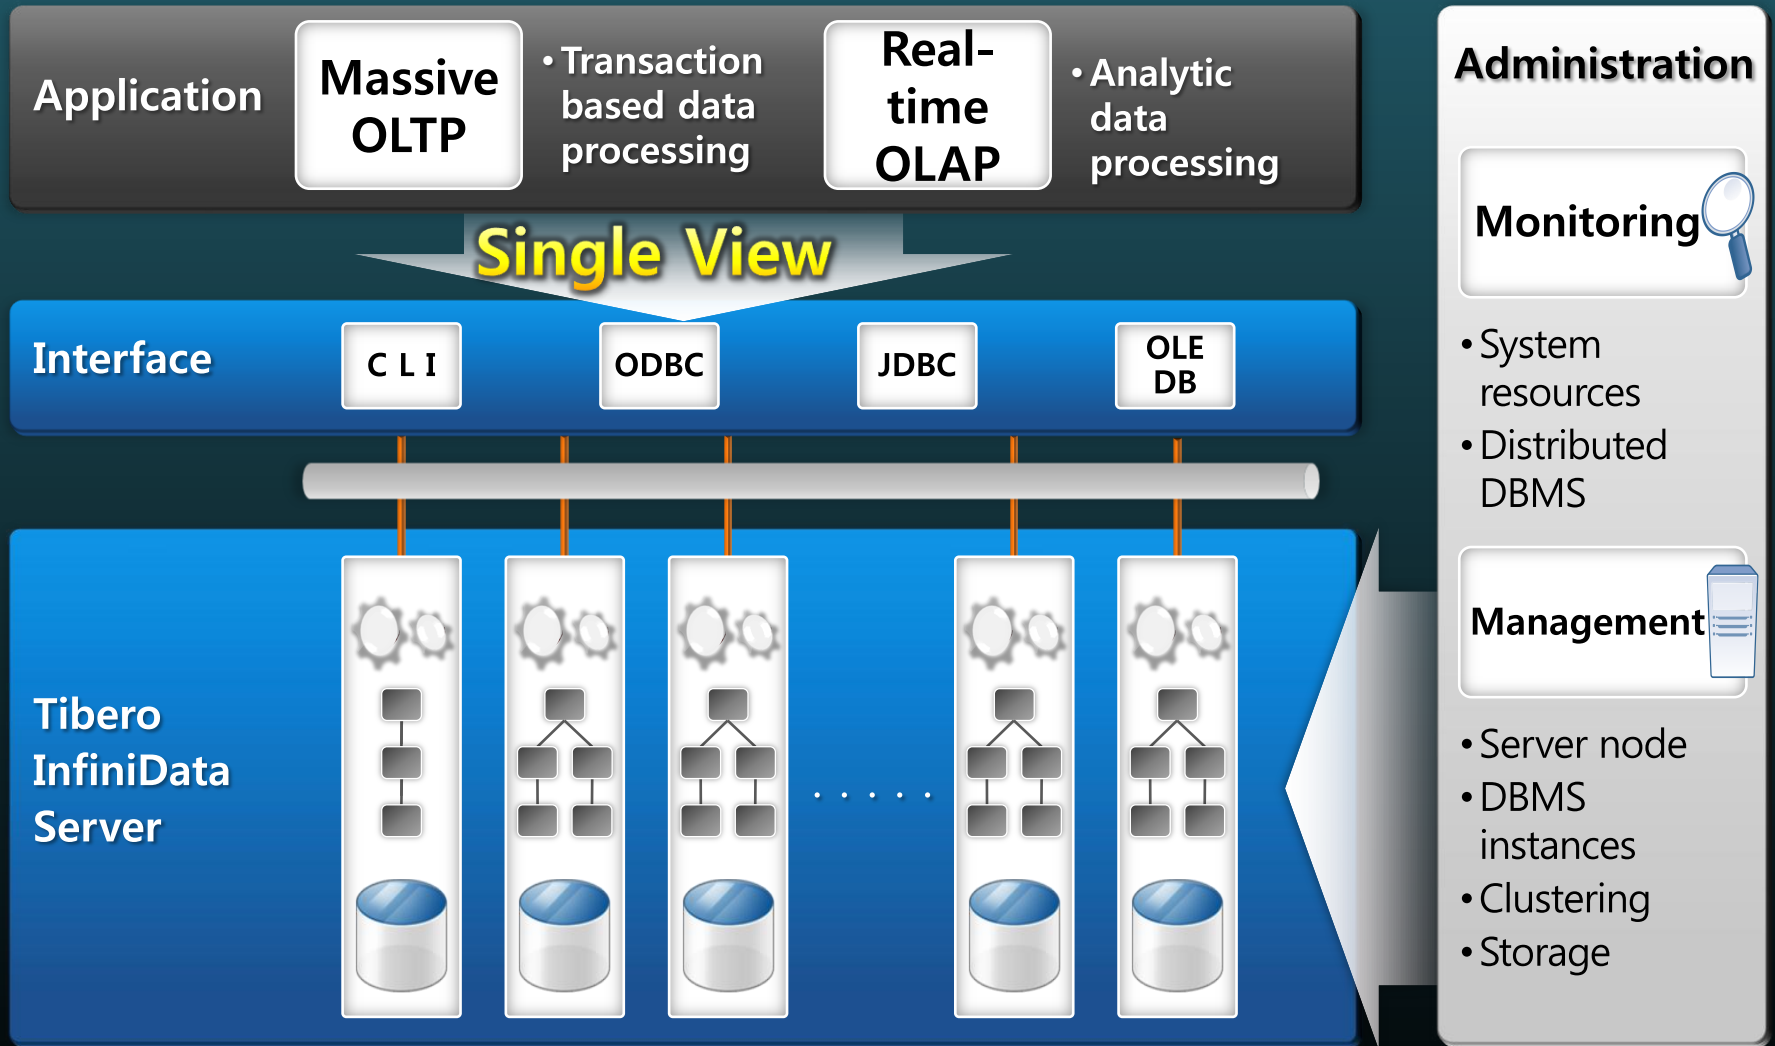 Application
Massive
OLTP
• Transaction
based data
processing
Real-
time
OLAP
• Analytic
data
processing
Single View
Interface
C L I
ODBC
JDBC
OLE
DB
Tibero
InfiniData
Server
. . . . .
Administration
Monitoring
• System
resources
• Distributed
DBMS
Management
• Server node
• DBMS
instances
• Clustering
• Storage